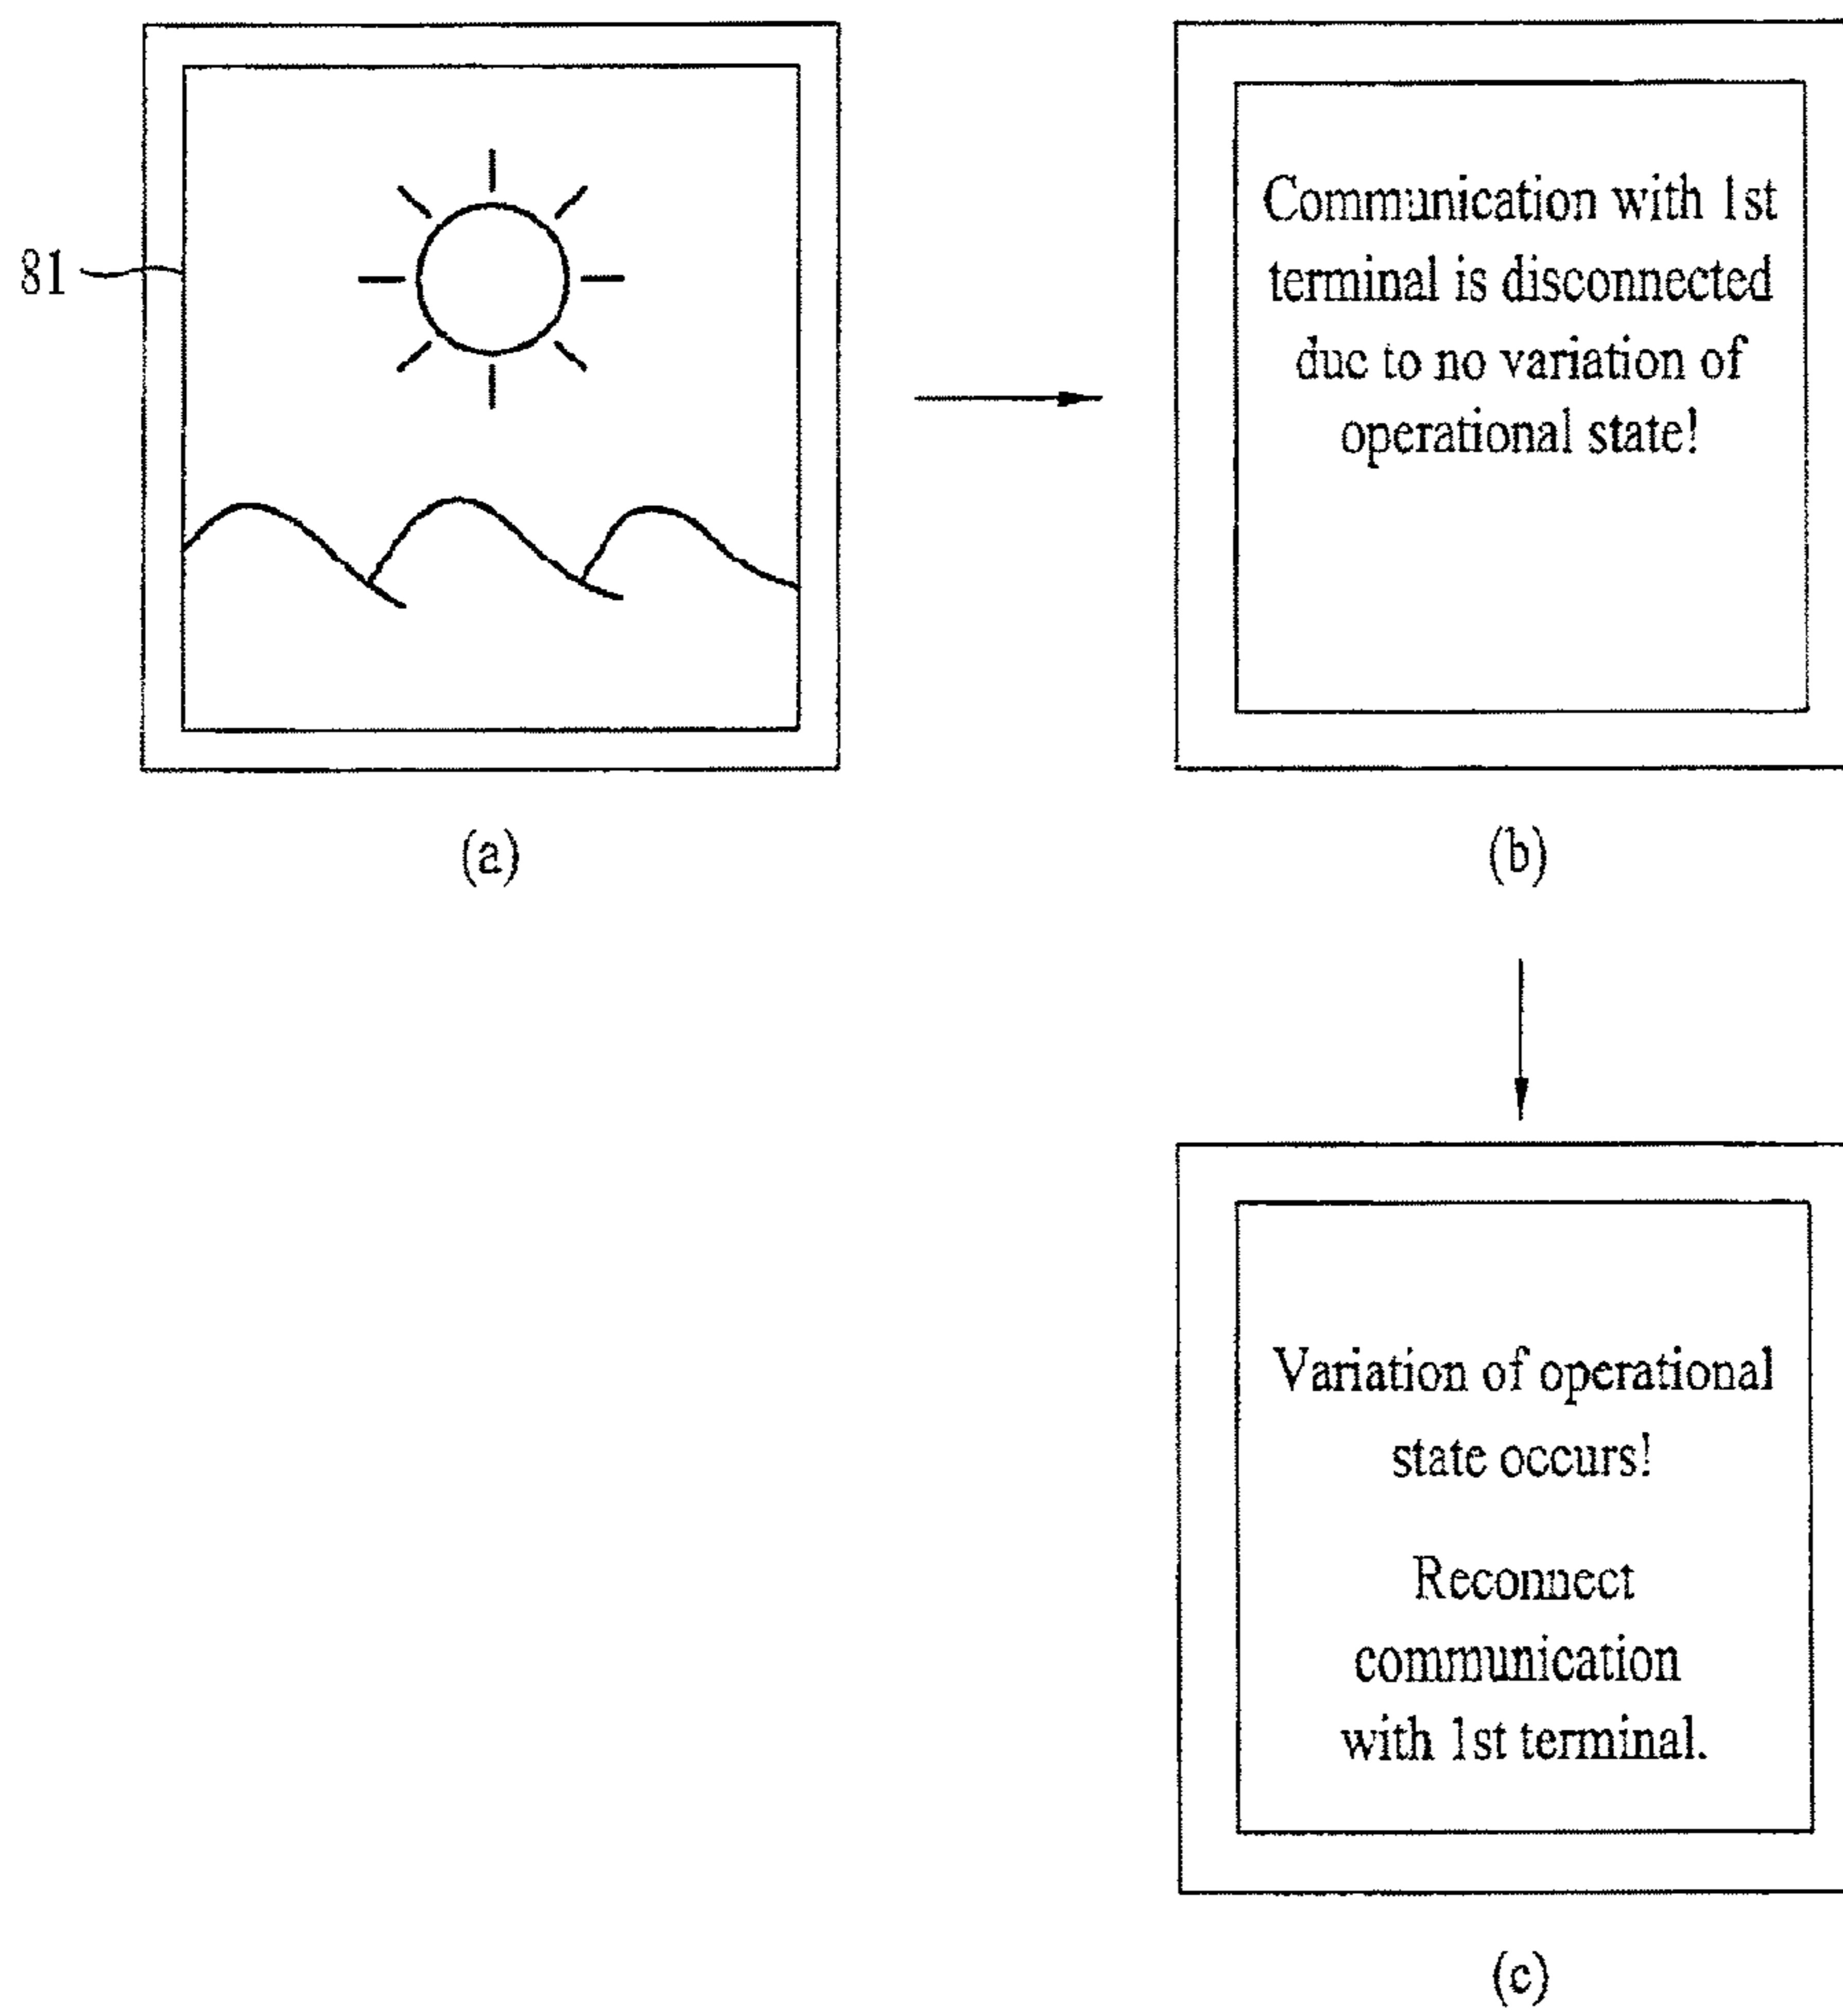 81
(a)
Communication with 1st
terminal is disconnected
due to no variation of
operational state!
(b)
Variation of operational
state occurs!
Reconnect
communication
with 1st terminal.
(c)